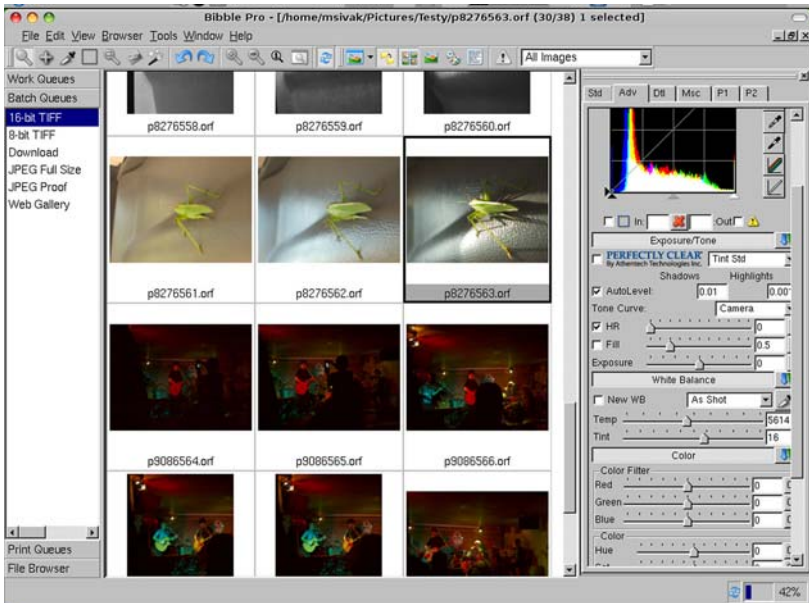 Bibble Pro - [/home/msivak/Pictures/Testy/p8276563.orf (30/38) 1 selected]
File Edit View Browser Tools Window Help
All Images
Work Queues
Batch Queues
16-bit TIFF
8-bit TIFF
Download
JPEG Full Size
JPEG Proof
Web Gallery
Print Queues
File Browser
p8276558.orf
p8276559.orf
p8276560.orf
p8276561.orf
p8276562.orf
p8276563.orf
p9086564.orf
p9086565.orf
p9086566.orf
Std Adv Dtl Misc P1 P2
In: :Out
Exposure/Tone
PERFECTLY CLEAR Tint Std
By Athentech Technologies Inc.
Shadows Highlights
AutoLevel: 0.01 0.001
Tone Curve: Camera
HR 0
Fill 0.5
Exposure 0
White Balance
New WB As Shot
Temp 5614
Tint 16
Color
Color Filter
Red 0
Green 0
Blue 0
Color
Hue 0
42%